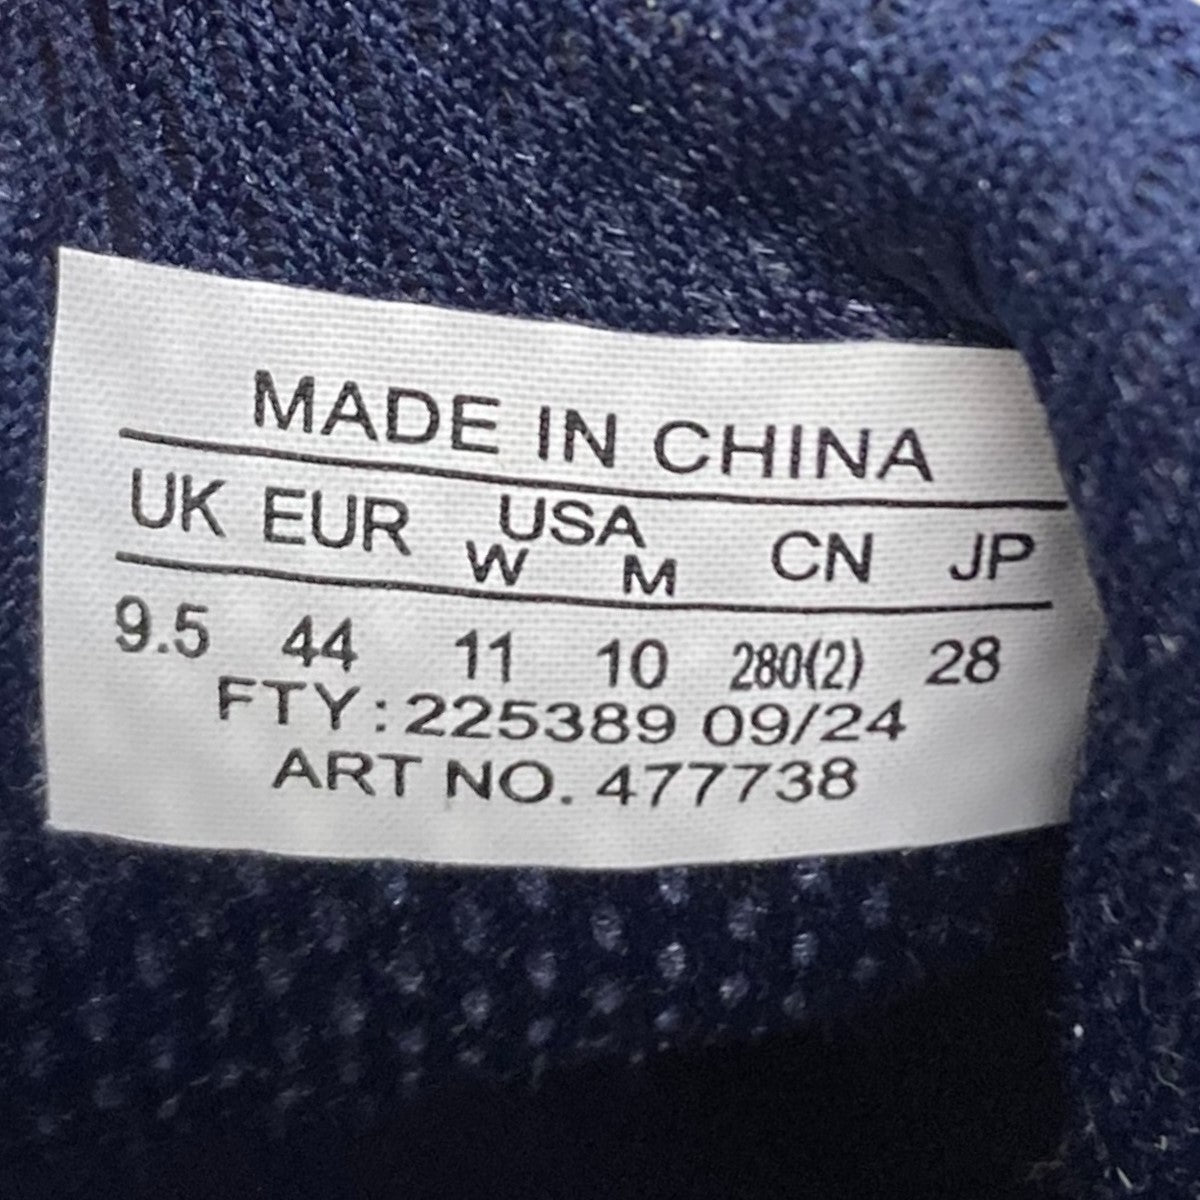 MADE IN CHINA
UK EUR USA CN JP
W M
9.5 44 11 10 280(2) 28
FTY:225389 09/24
ART NO. 477738